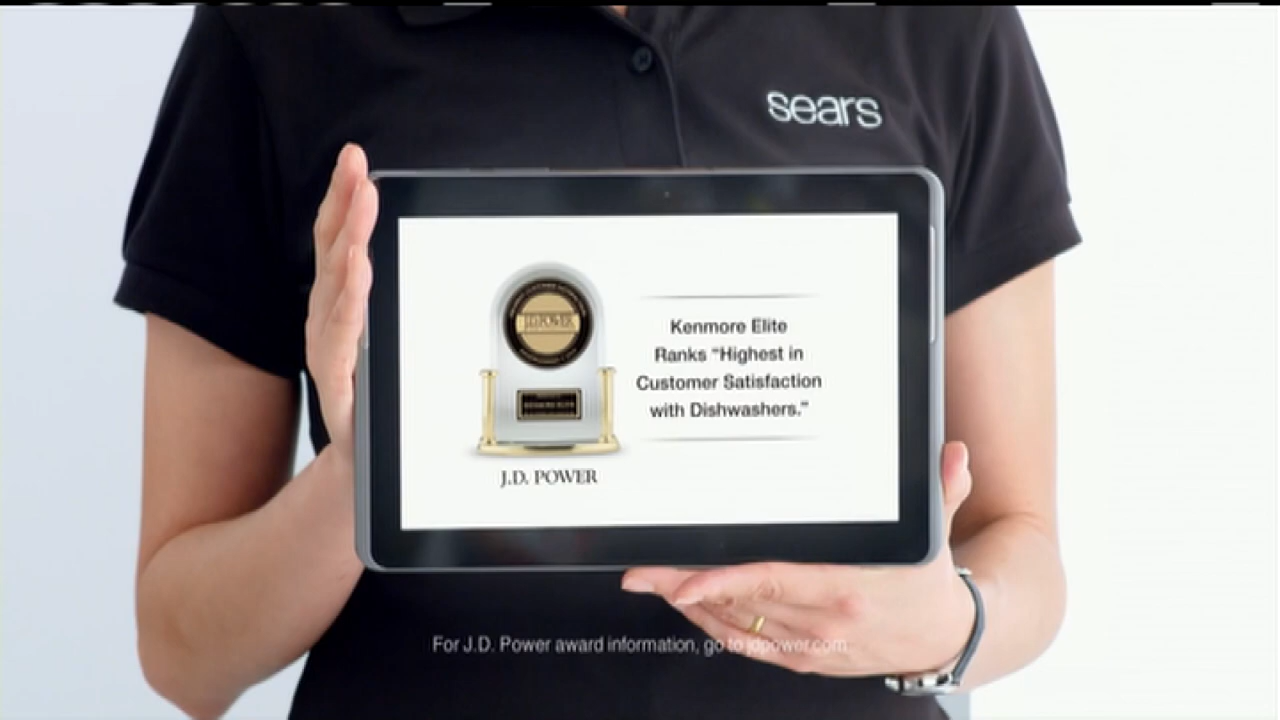 sears
J.D. POWER
Kenmore Elite
Ranks “Highest in
Customer Satisfaction
with Dishwashers.”
J.D. POWER
For J.D. Power award information, go to jdpower.com